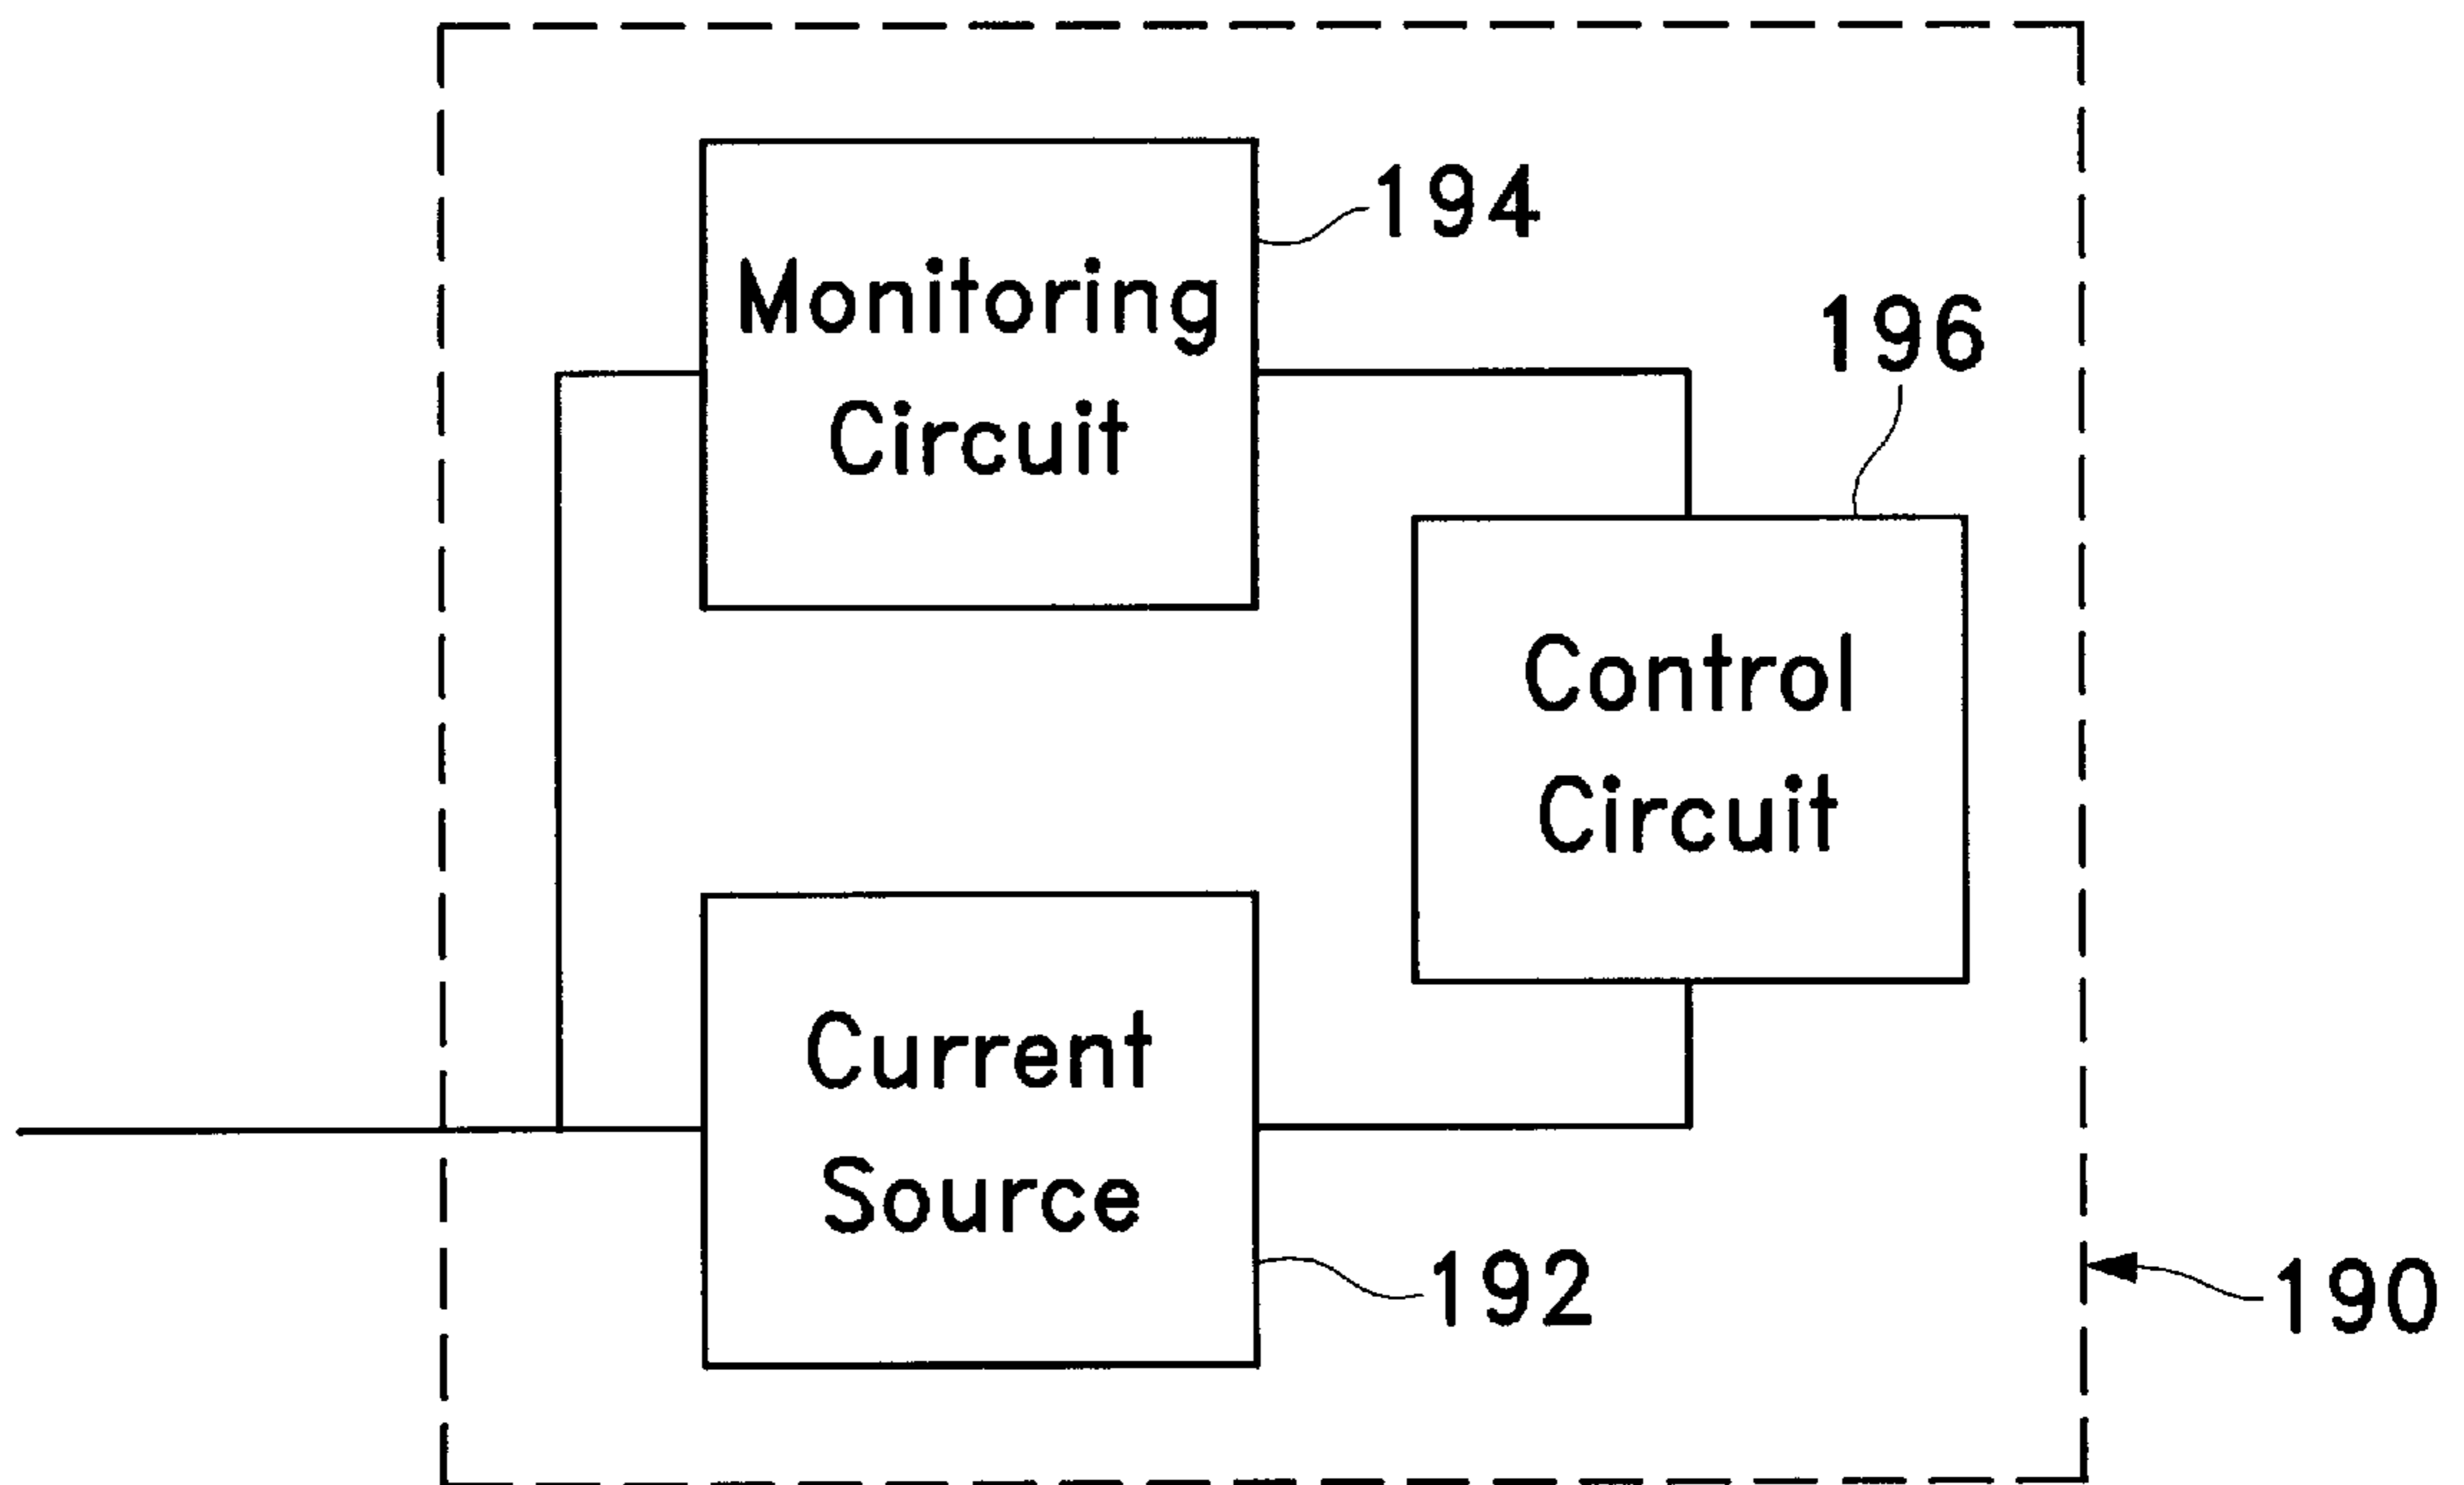 194
Monitoring
Circuit
196
Control
Circuit
Current
Source
192
190